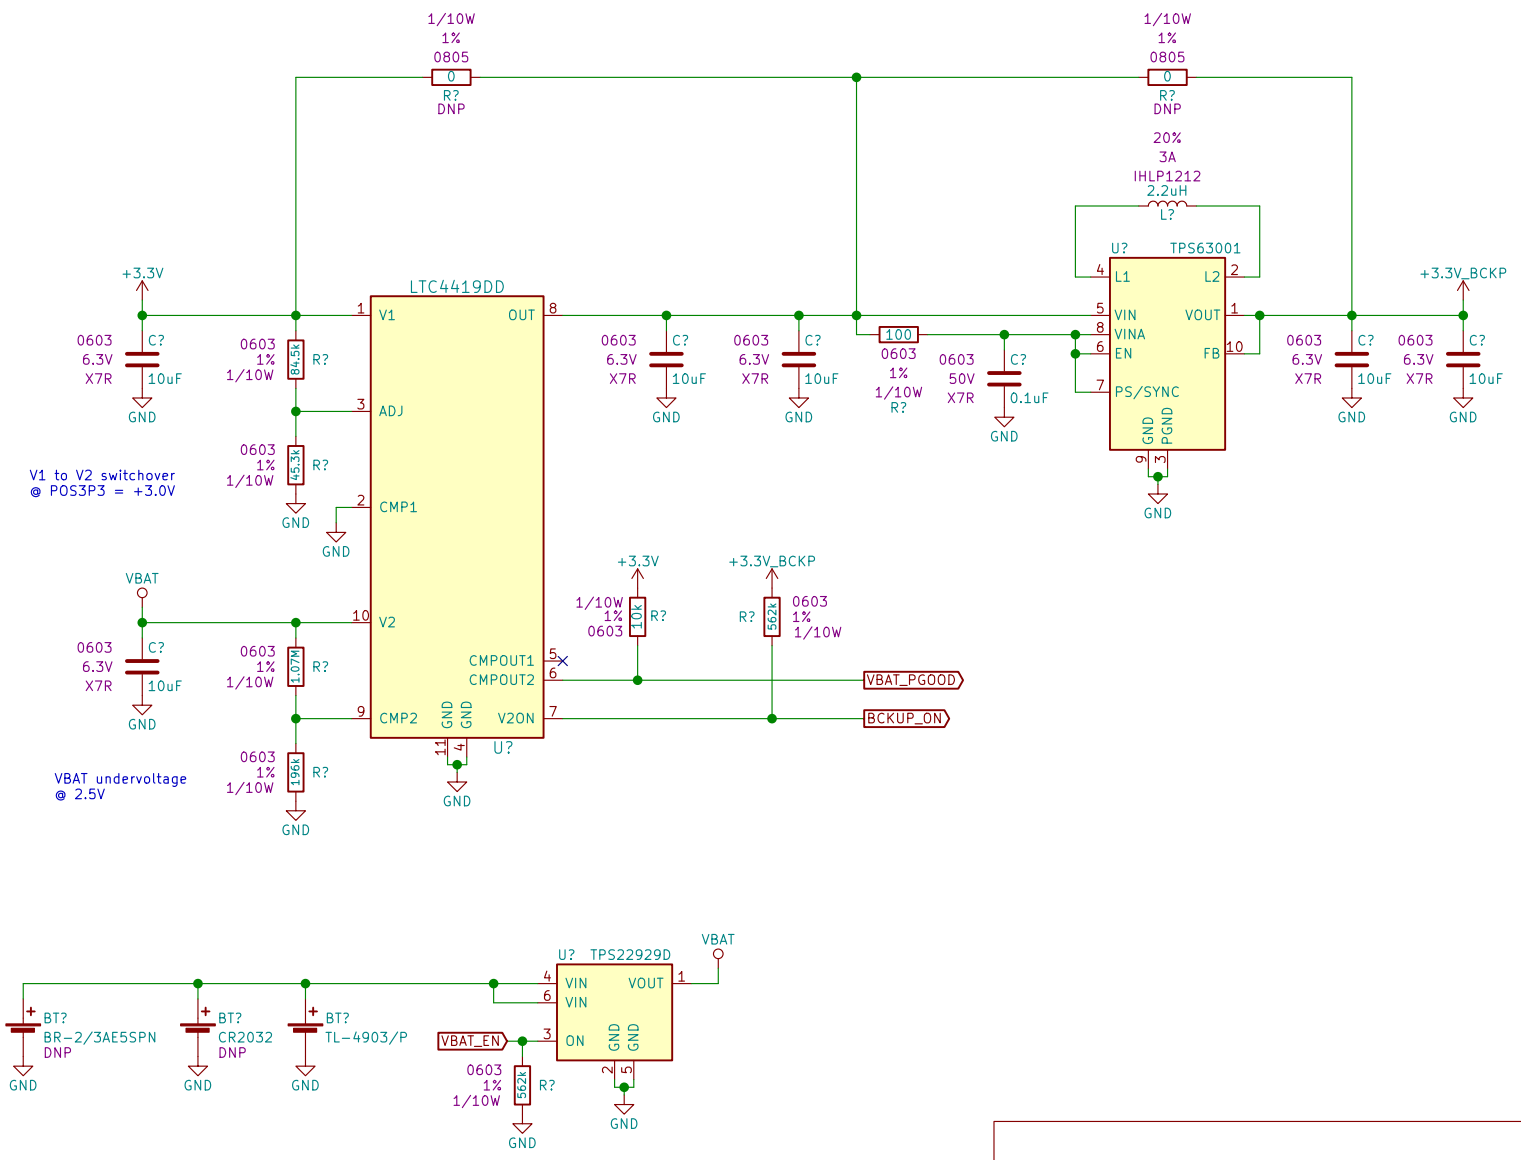 1/10W
1%
0805
0
R?
DNP
1/10W
1%
0805
0
R?
DNP
20%
3A
IHLP1212
2.2uH
L?
U? TPS63001
4 L1
L2 2
5 VIN
VOUT 1
8 VINA
6 EN
FB 10
7 PS/SYNC
GND
PGND
9
3
GND
+3.3V
0603
6.3V
X7R
C?
10uF
GND
0603
1%
1/10W
84.5k
R?
0603
1%
1/10W
45.3k
R?
GND
V1 to V2 switchover
@ POS3P3 = +3.0V
LTC4419DD
1 V1
OUT 8
3 ADJ
2 CMP1
GND
10 V2
CMPOUT1 5
CMPOUT2 6
9 CMP2
V2ON 7
GND
GND
11
4
U?
GND
0603
6.3V
X7R
C?
10uF
GND
0603
6.3V
X7R
C?
10uF
GND
100
0603
1%
1/10W
R?
0603
50V
X7R
C?
0.1uF
GND
+3.3V_BCKP
0603
6.3V
X7R
C?
10uF
GND
0603
6.3V
X7R
C?
10uF
GND
VBAT
0603
6.3V
X7R
C?
10uF
GND
0603
1%
1/10W
1.07M
R?
0603
1%
1/10W
196k
R?
GND
VBAT undervoltage
@ 2.5V
+3.3V
1/10W
1%
0603
10k
R?
+3.3V_BCKP
R?
562k
0603
1%
1/10W
VBAT_PGOOD
BCKUP_ON
BT?
BR-2/3AE5SPN
DNP
GND
BT?
CR2032
DNP
GND
BT?
TL-4903/P
GND
U? TPS22929D
4 VIN
VOUT 1
6 VIN
3 ON
GND
GND
2
5
GND
VBAT
VBAT_EN
0603
1%
1/10W
562k
R?
GND